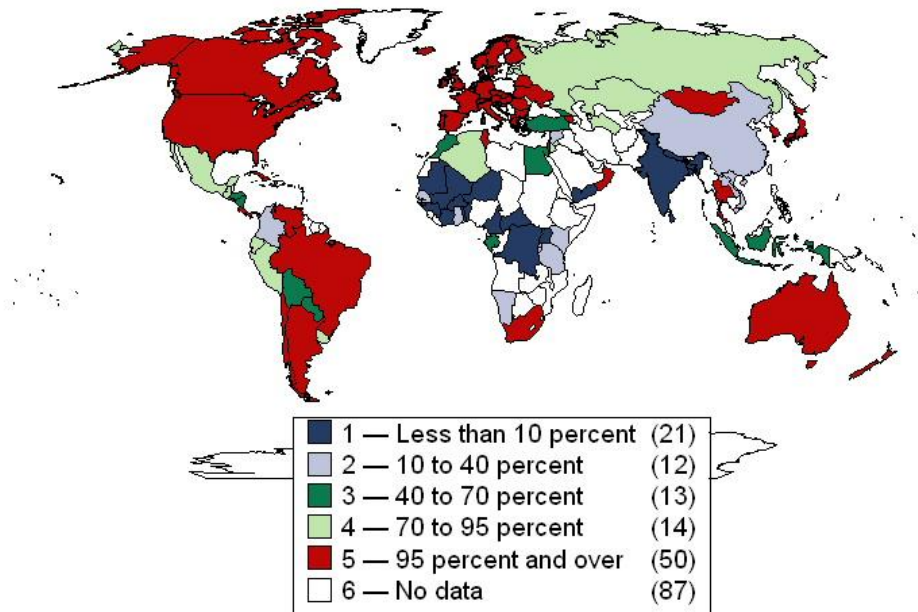 1 — Less than 10 percent (21)
2 — 10 to 40 percent (12)
3 — 40 to 70 percent (13)
4 — 70 to 95 percent (14)
5 — 95 percent and over (50)
6 — No data (87)